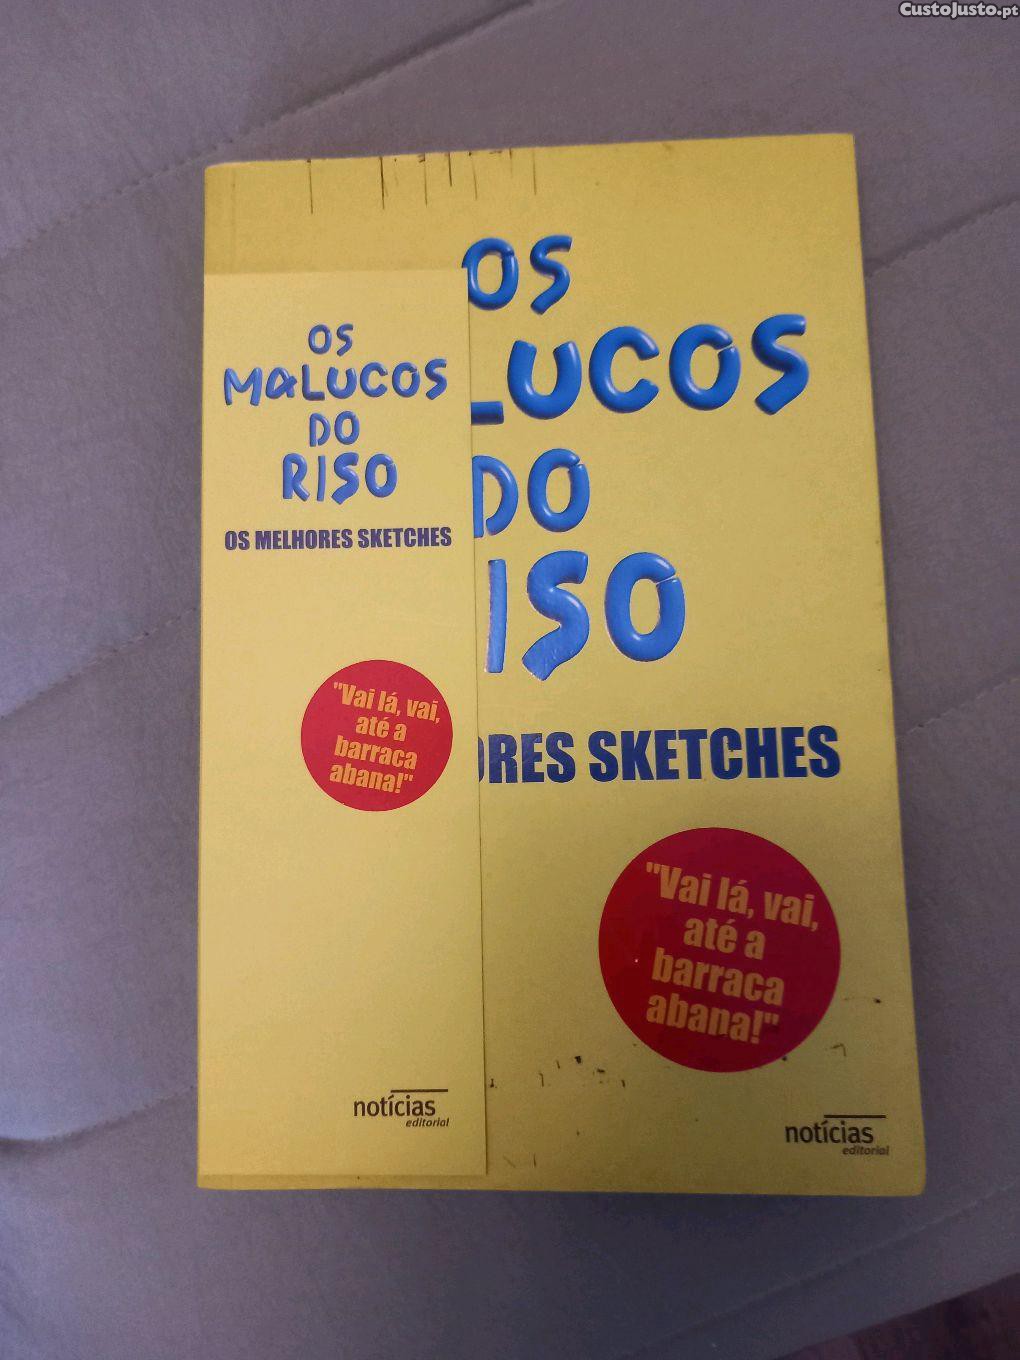 CustoJusto.pt
OS
MaLUCOS
DO
RISO
OS MELHORES SKETCHES
"Vai lá, vai,
até a
barraca
abana!"
notícias
editorial
OS
LUCOS
DO
ISO
ORES SKETCHES
"Vai lá, vai,
até a
barraca
abana!"
notícias
editorial